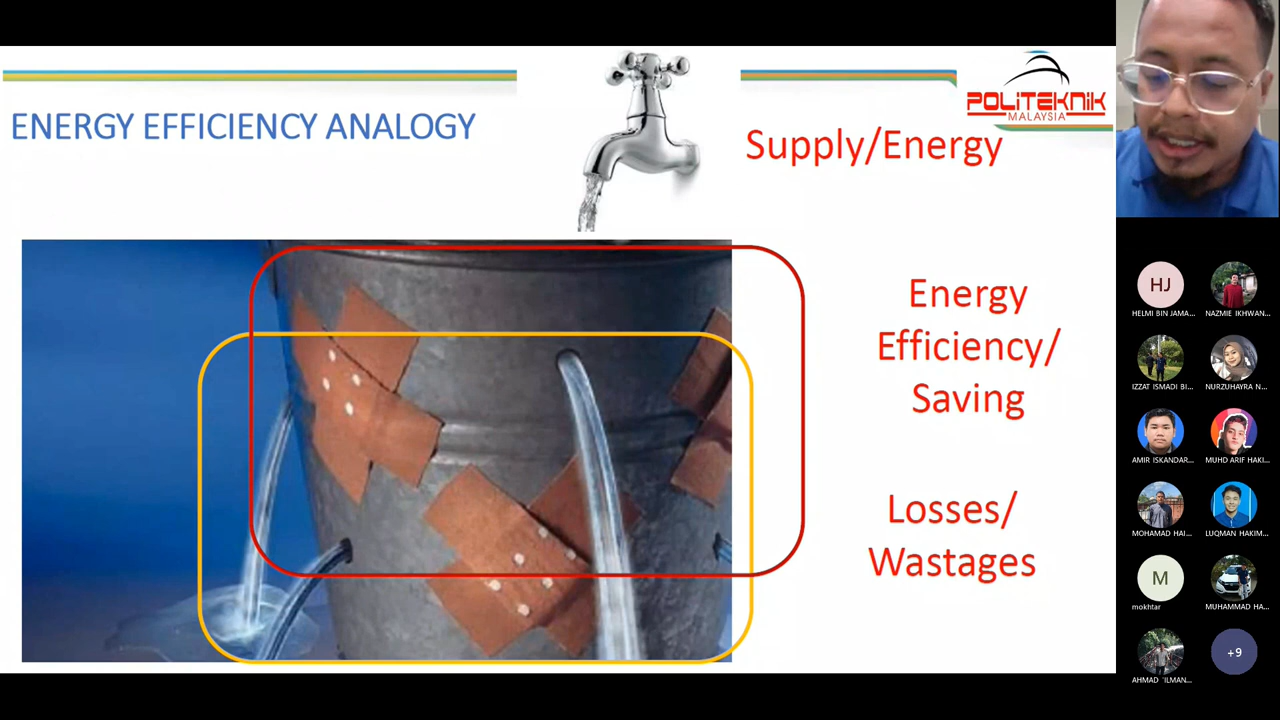 ENERGY EFFICIENCY ANALOGY
POLITEKNIK
MALAYSIA
Supply/Energy
Energy
Efficiency/
Saving
Losses/
Wastages
HJ
HELMI BIN JAMA...
NAZMIE IKHWAN...
IZZAT ISMADI BI...
NURZUHAYRA N...
AMIR ISKANDAR...
MUHD ARIF HAKI...
MOHAMAD HAI...
LUQMAN HAKIM...
M
mokhtar
MUHAMMAD HA...
AHMAD 'ILMAN...
+9